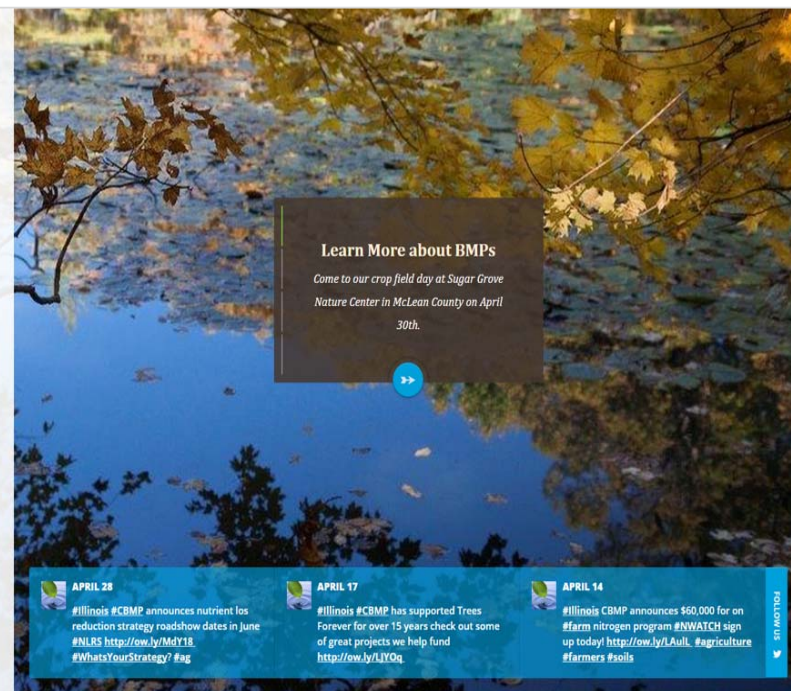 Learn More about BMPs
Come to our crop field day at Sugar Grove
Nature Center in McLean County on April
30th.
APRIL 28
#Illinois #CBMP announces nutrient los
reduction strategy roadshow dates in June
#NLRS http://ow.ly/MdY18
#WhatsYourStrategy? #ag
APRIL 17
#Illinois #CBMP has supported Trees
Forever for over 15 years check out some
of great projects we help fund
http://ow.ly/LJYOq
APRIL 14
#Illinois CBMP announces $60,000 for on
#farm nitrogen program #NWATCH sign
up today! http://ow.ly/LAulL #agriculture
#farmers #soils
FOLLOW US